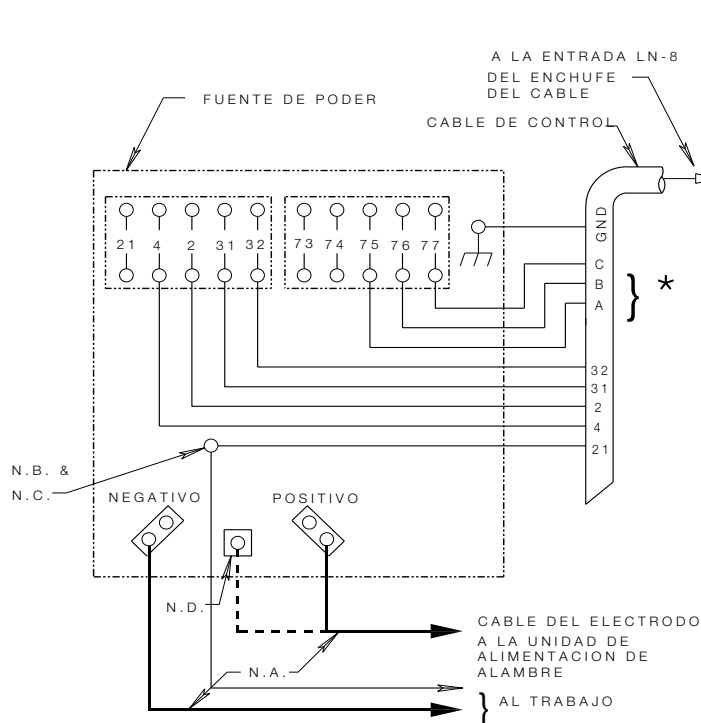 A LA ENTRADA LN-8
DEL ENCHUFE
DEL CABLE
FUENTE DE PODER
CABLE DE CONTROL
21 4 2 31 32 73 74 75 76 77
GND
C
B
A
*
32
31
2
4
21
N.B. &
N.C.
NEGATIVO
POSITIVO
N.D.
N.A.
CABLE DEL ELECTRODO
A LA UNIDAD DE
ALIMENTACION DE
ALAMBRE
AL TRABAJO